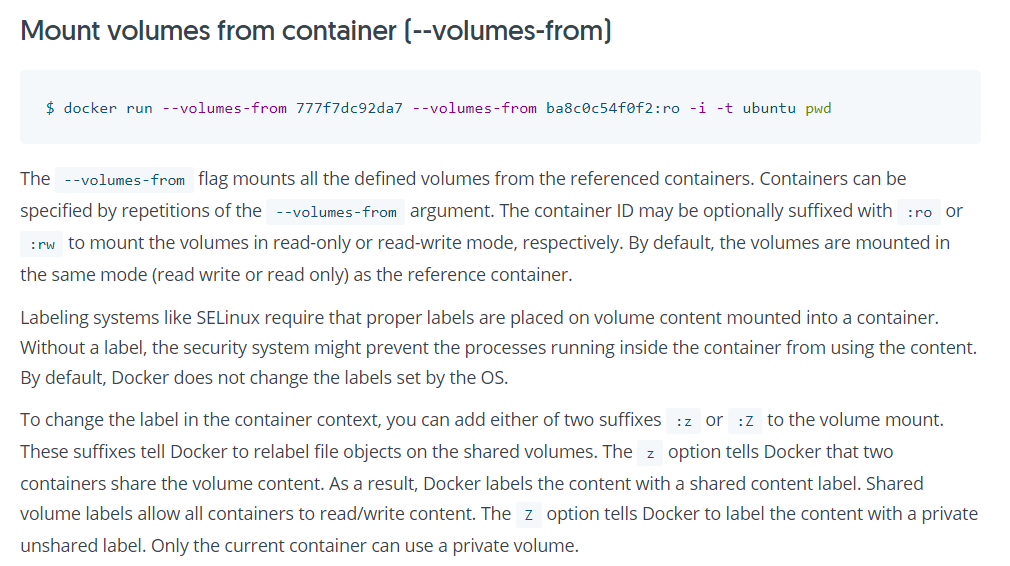 Mount volumes from container (--volumes-from)
$ docker run --volumes-from 777f7dc92da7 --volumes-from ba8c0c54f0f2:ro -i -t ubuntu pwd
The --volumes-from flag mounts all the defined volumes from the referenced containers. Containers can be
specified by repetitions of the --volumes-from argument. The container ID may be optionally suffixed with :ro or
:rw to mount the volumes in read-only or read-write mode, respectively. By default, the volumes are mounted in
the same mode (read write or read only) as the reference container.
Labeling systems like SELinux require that proper labels are placed on volume content mounted into a container.
Without a label, the security system might prevent the processes running inside the container from using the content.
By default, Docker does not change the labels set by the OS.
To change the label in the container context, you can add either of two suffixes :z or :Z to the volume mount.
These suffixes tell Docker to relabel file objects on the shared volumes. The z option tells Docker that two
containers share the volume content. As a result, Docker labels the content with a shared content label. Shared
volume labels allow all containers to read/write content. The Z option tells Docker to label the content with a private
unshared label. Only the current container can use a private volume.